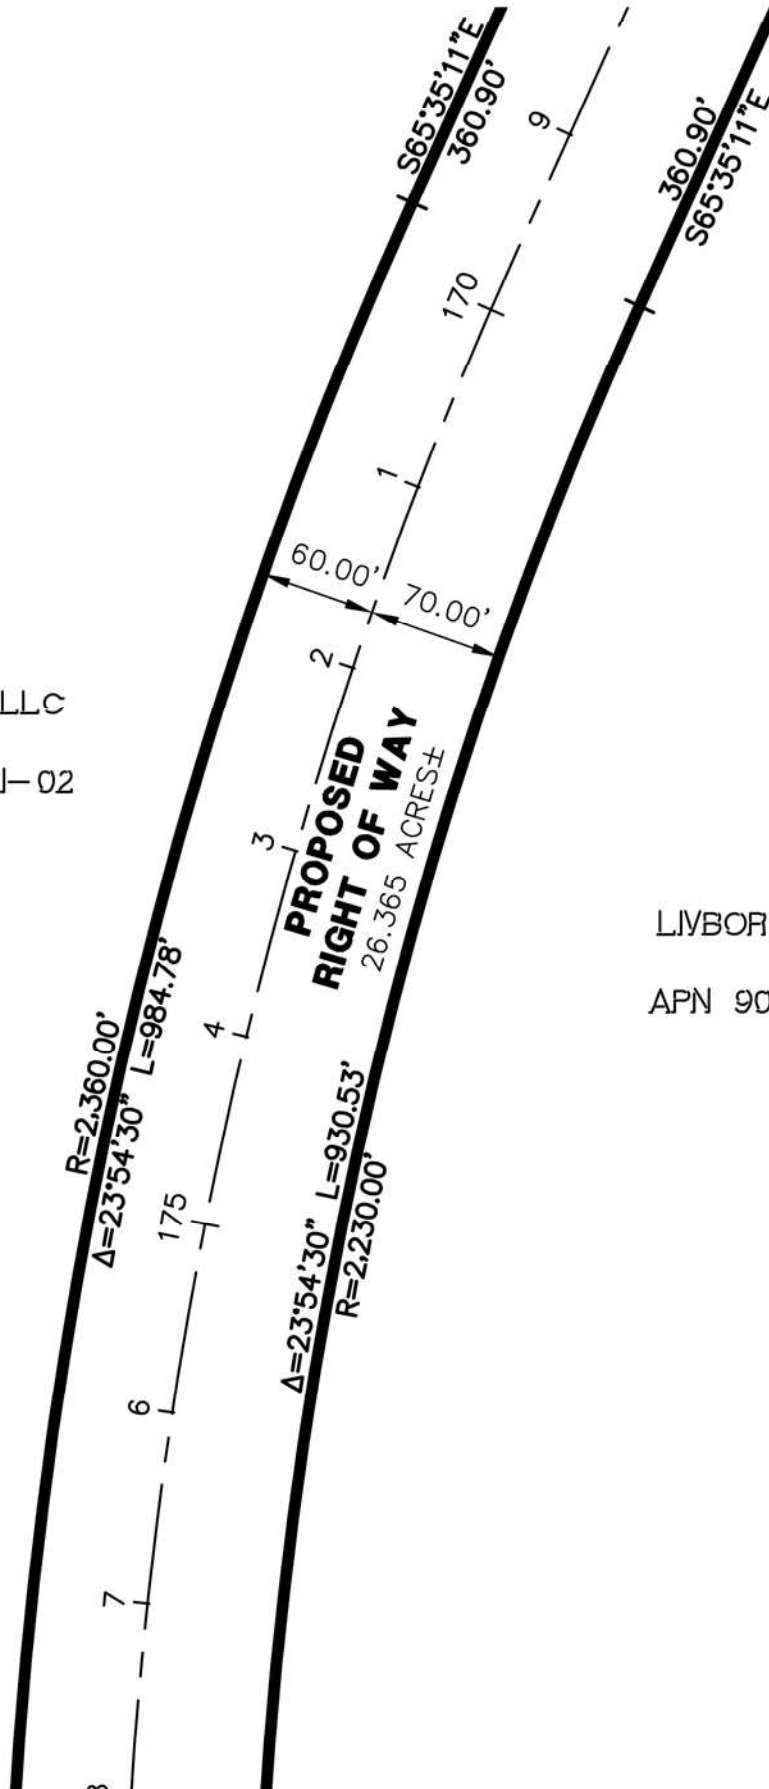 S65°35'11"E
360.90'
360.90'
S65°35'11"E
9
170
1
60.00'
70.00'
2
LLC
-02
PROPOSED
RIGHT OF WAY
26.365 ACRES±
3
LIVBOR
APN 90
4
R=2,360.00'
Δ=23°54'30" L=984.78'
175
Δ=23°54'30" L=930.53'
R=2,230.00'
6
7